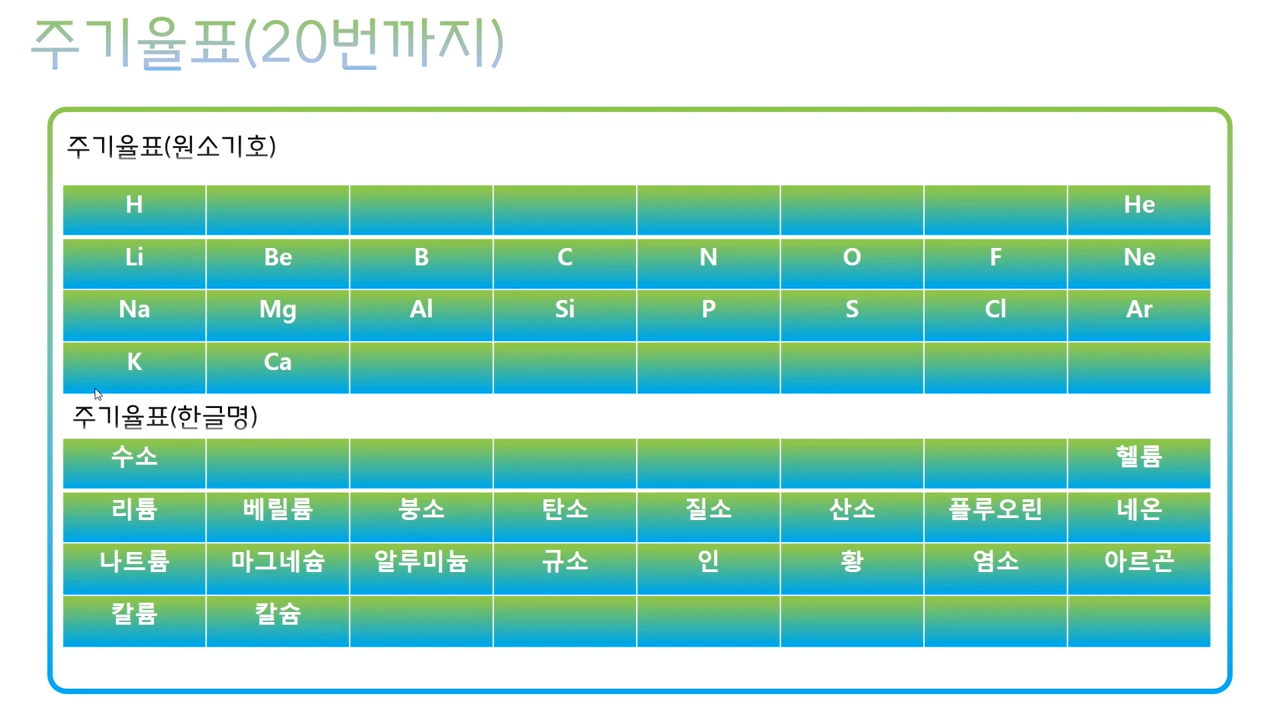 주기율표(20번까지)
주기율표(원소기호)
H He
Li Be B C N O F Ne
Na Mg Al Si P S Cl Ar
K Ca
주기율표(한글명)
수소 헬륨
리튬 베릴륨 붕소 탄소 질소 산소 플루오린 네온
나트륨 마그네슘 알루미늄 규소 인 황 염소 아르곤
칼륨 칼슘